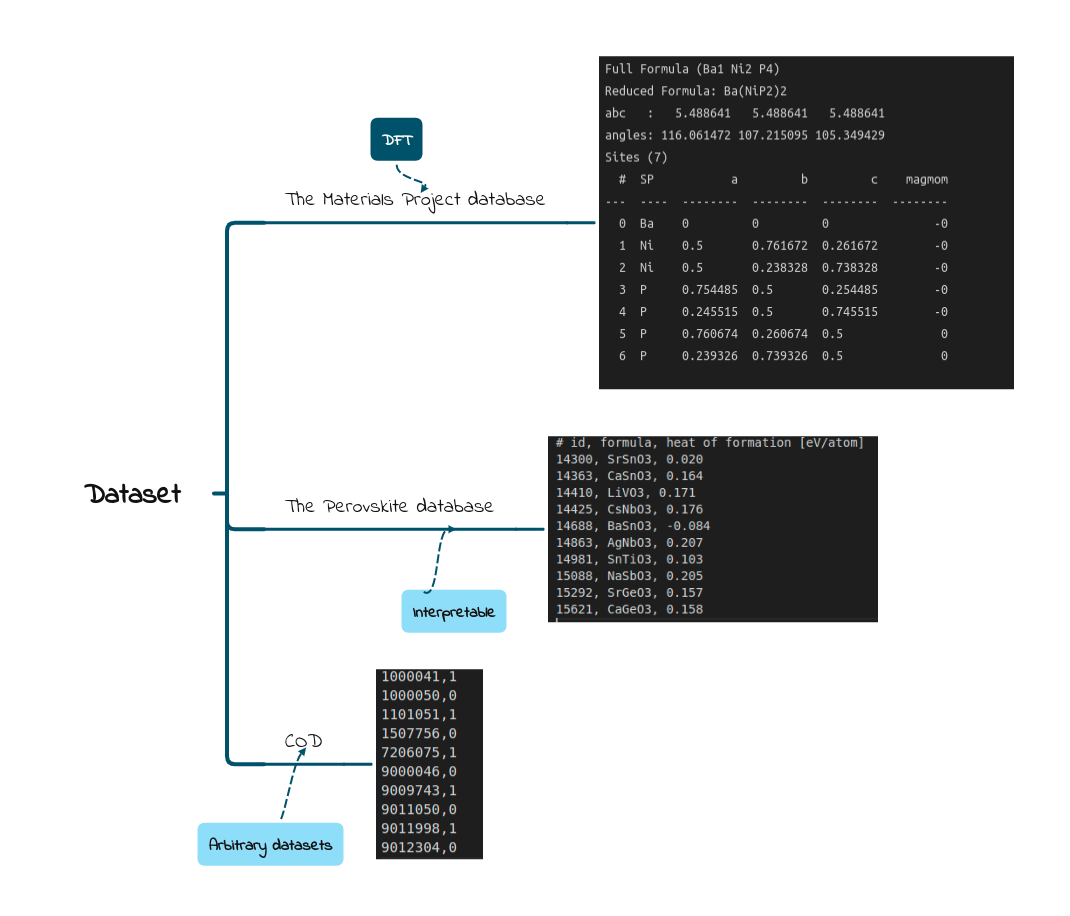 Dataset
DFT
The Materials Project database
Full Formula (Ba1 Ni2 P4)
Reduced Formula: Ba(NiP2)2
abc   :   5.488641   5.488641   5.488641
angles: 116.061472 107.215095 105.349429
Sites (7)
  #  SP           a         b         c    magmom
---  ----  --------  --------  --------  --------
  0  Ba    0         0         0               -0
  1  Ni    0.5       0.761672  0.261672        -0
  2  Ni    0.5       0.238328  0.738328        -0
  3  P     0.754485  0.5       0.254485        -0
  4  P     0.245515  0.5       0.745515        -0
  5  P     0.760674  0.260674  0.5              0
  6  P     0.239326  0.739326  0.5              0
The Perovskite database
Interpretable
# id, formula, heat of formation [eV/atom]
14300, SrSnO3, 0.020
14363, CaSnO3, 0.164
14410, LiVO3, 0.171
14425, CsNbO3, 0.176
14688, BaSnO3, -0.084
14863, AgNbO3, 0.207
14981, SnTiO3, 0.103
15088, NaSbO3, 0.205
15292, SrGeO3, 0.157
15621, CaGeO3, 0.158
COD
Arbitrary datasets
1000041,1
1000050,0
1101051,1
1507756,0
7206075,1
9000046,0
9009743,1
9011050,0
9011998,1
9012304,0